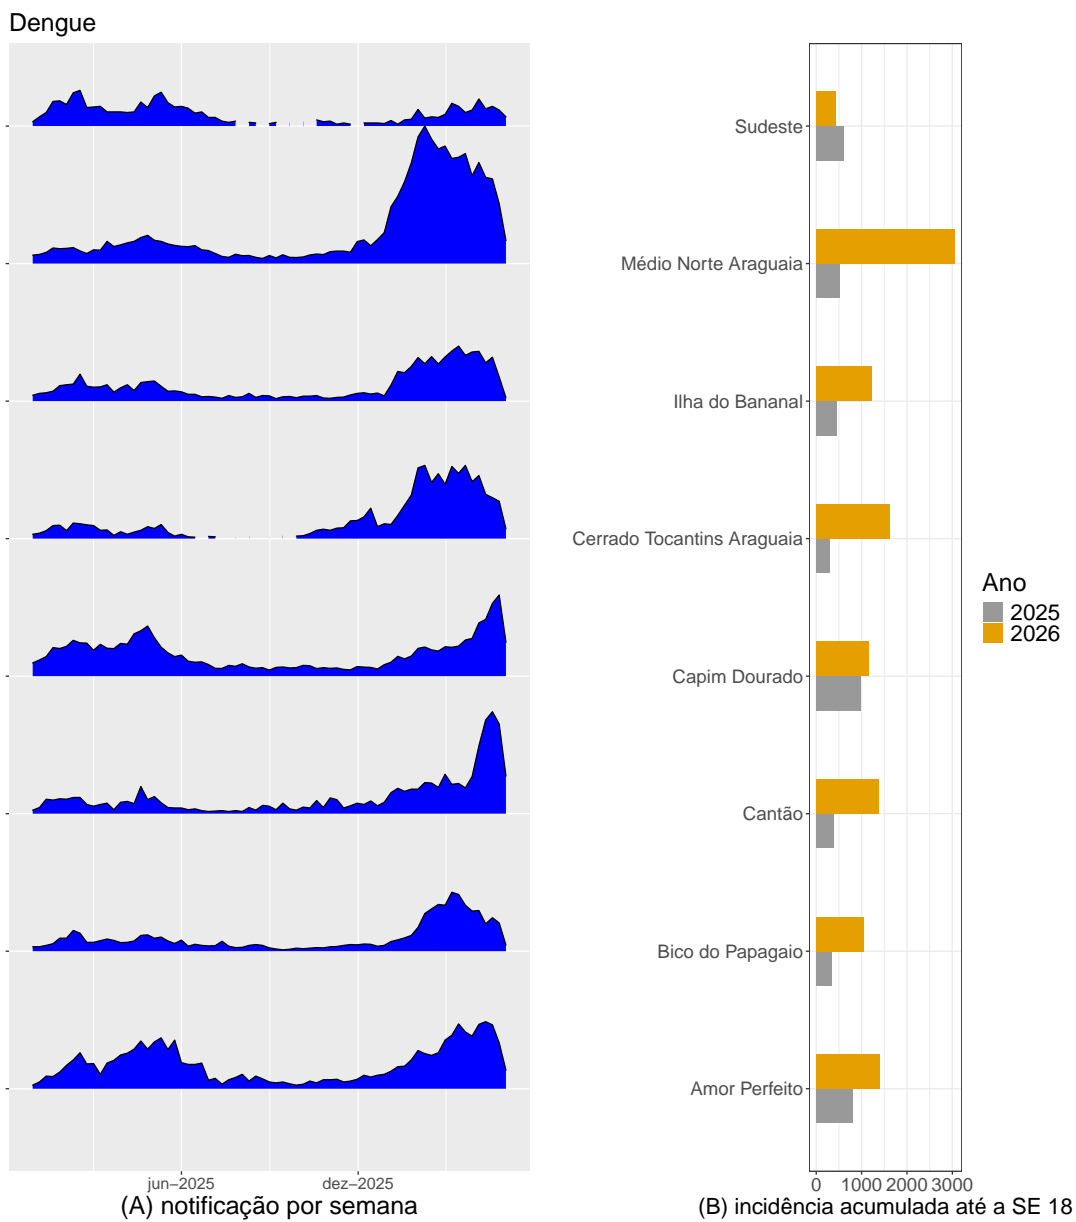 Dengue
Sudeste
Médio Norte Araguaia
Ilha do Bananal
Cerrado Tocantins Araguaia
Capim Dourado
Cantão
Bico do Papagaio
Amor Perfeito
Ano
2025
2026
jun–2025 dez–2025
(A) notificação por semana
0 1000 2000 3000
(B) incidência acumulada até a SE 18